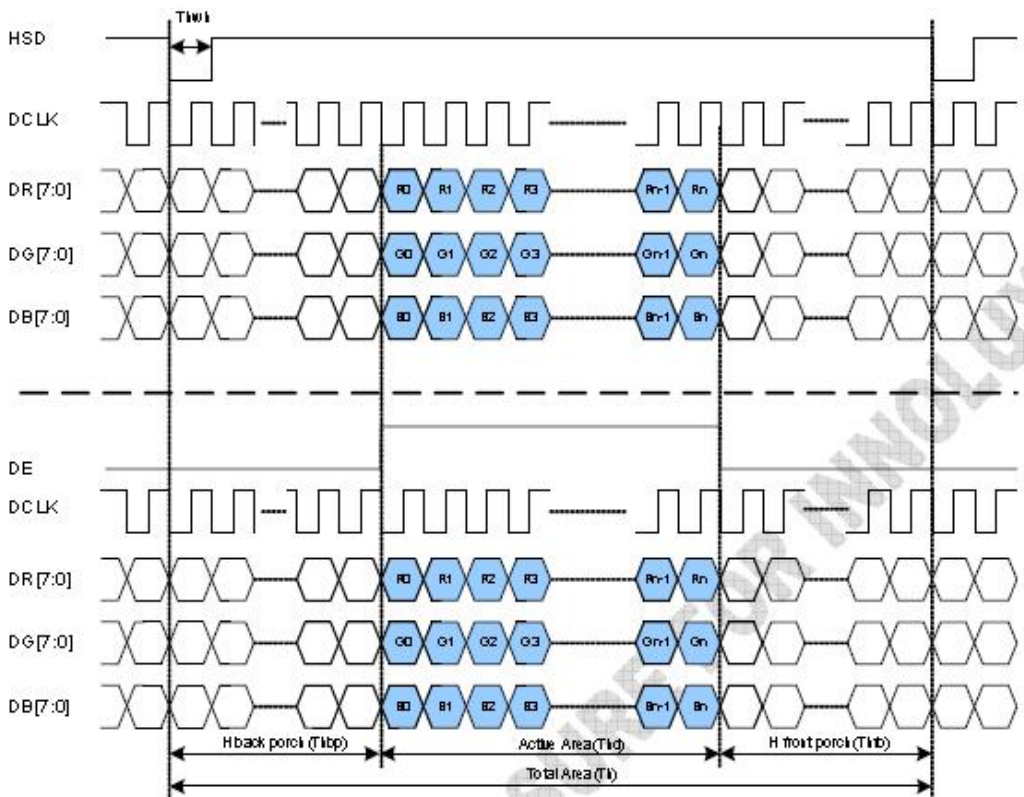 Thwh
HSD
DCLK
DR[7:0] R0 R1 R2 R3 Rn-1 Rn
DG[7:0] G0 G1 G2 G3 Gn-1 Gn
DB[7:0] B0 B1 B2 B3 Bn-1 Bn
DE
DCLK
DR[7:0] R0 R1 R2 R3 Rn-1 Rn
DG[7:0] G0 G1 G2 G3 Gn-1 Gn
DB[7:0] B0 B1 B2 B3 Bn-1 Bn
H back porch (Thbp) Active Area (Thd) H front porch (Thfp)
Total Area (Th)
SURE FOR INNOLUX